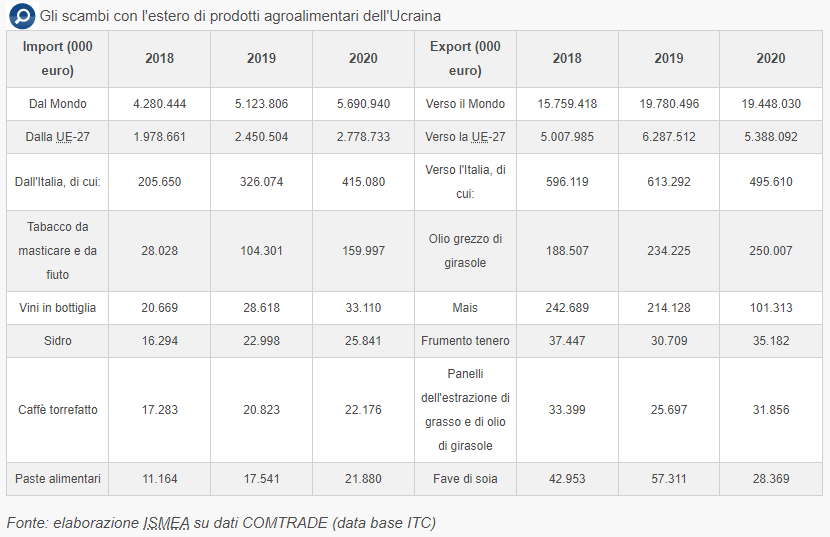 Gli scambi con l'estero di prodotti agroalimentari dell'Ucraina
Import (000 euro) 2018 2019 2020 Export (000 euro) 2018 2019 2020
Dal Mondo 4.280.444 5.123.806 5.690.940 Verso il Mondo 15.759.418 19.780.496 19.448.030
Dalla UE-27 1.978.661 2.450.504 2.778.733 Verso la UE-27 5.007.985 6.287.512 5.388.092
Dall'Italia, di cui: 205.650 326.074 415.080 Verso l'Italia, di cui: 596.119 613.292 495.610
Tabacco da masticare e da fiuto 28.028 104.301 159.997 Olio grezzo di girasole 188.507 234.225 250.007
Vini in bottiglia 20.669 28.618 33.110 Mais 242.689 214.128 101.313
Sidro 16.294 22.998 25.841 Frumento tenero 37.447 30.709 35.182
Caffè torrefatto 17.283 20.823 22.176 Panelli dell'estrazione di grasso e di olio di girasole 33.399 25.697 31.856
Paste alimentari 11.164 17.541 21.880 Fave di soia 42.953 57.311 28.369
Fonte: elaborazione ISMEA su dati COMTRADE (data base ITC)